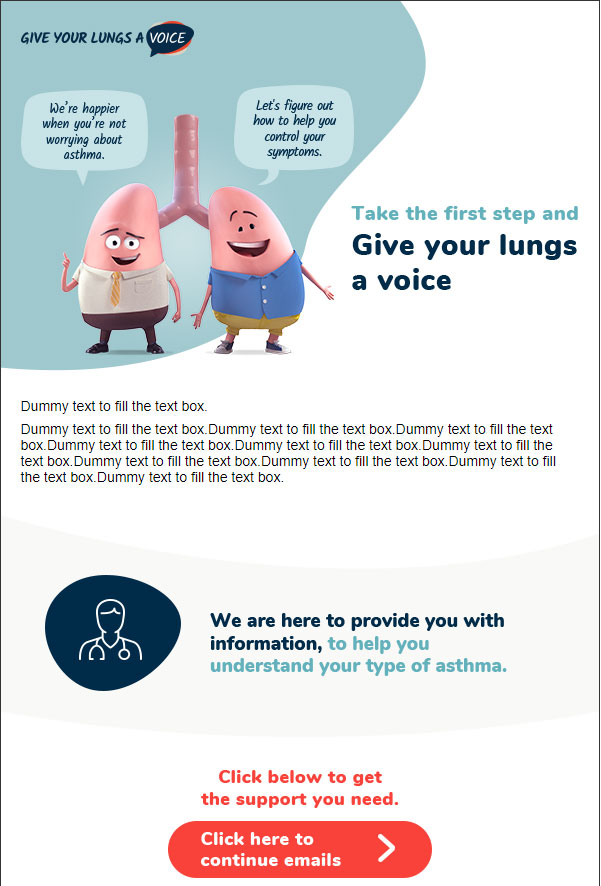 GIVE YOUR LUNGS A VOICE
We're happier
when you're not
worrying about
asthma.
Let's figure out
how to help you
control your
symptoms.
Take the first step and
Give your lungs
a voice
Dummy text to fill the text box.
Dummy text to fill the text box.Dummy text to fill the text box.Dummy text to fill the text
box.Dummy text to fill the text box.Dummy text to fill the text box.Dummy text to fill the
text box.Dummy text to fill the text box.Dummy text to fill the text box.Dummy text to fill
the text box.Dummy text to fill the text box.
We are here to provide you with
information, to help you
understand your type of asthma.
Click below to get
the support you need.
Click here to
continue emails